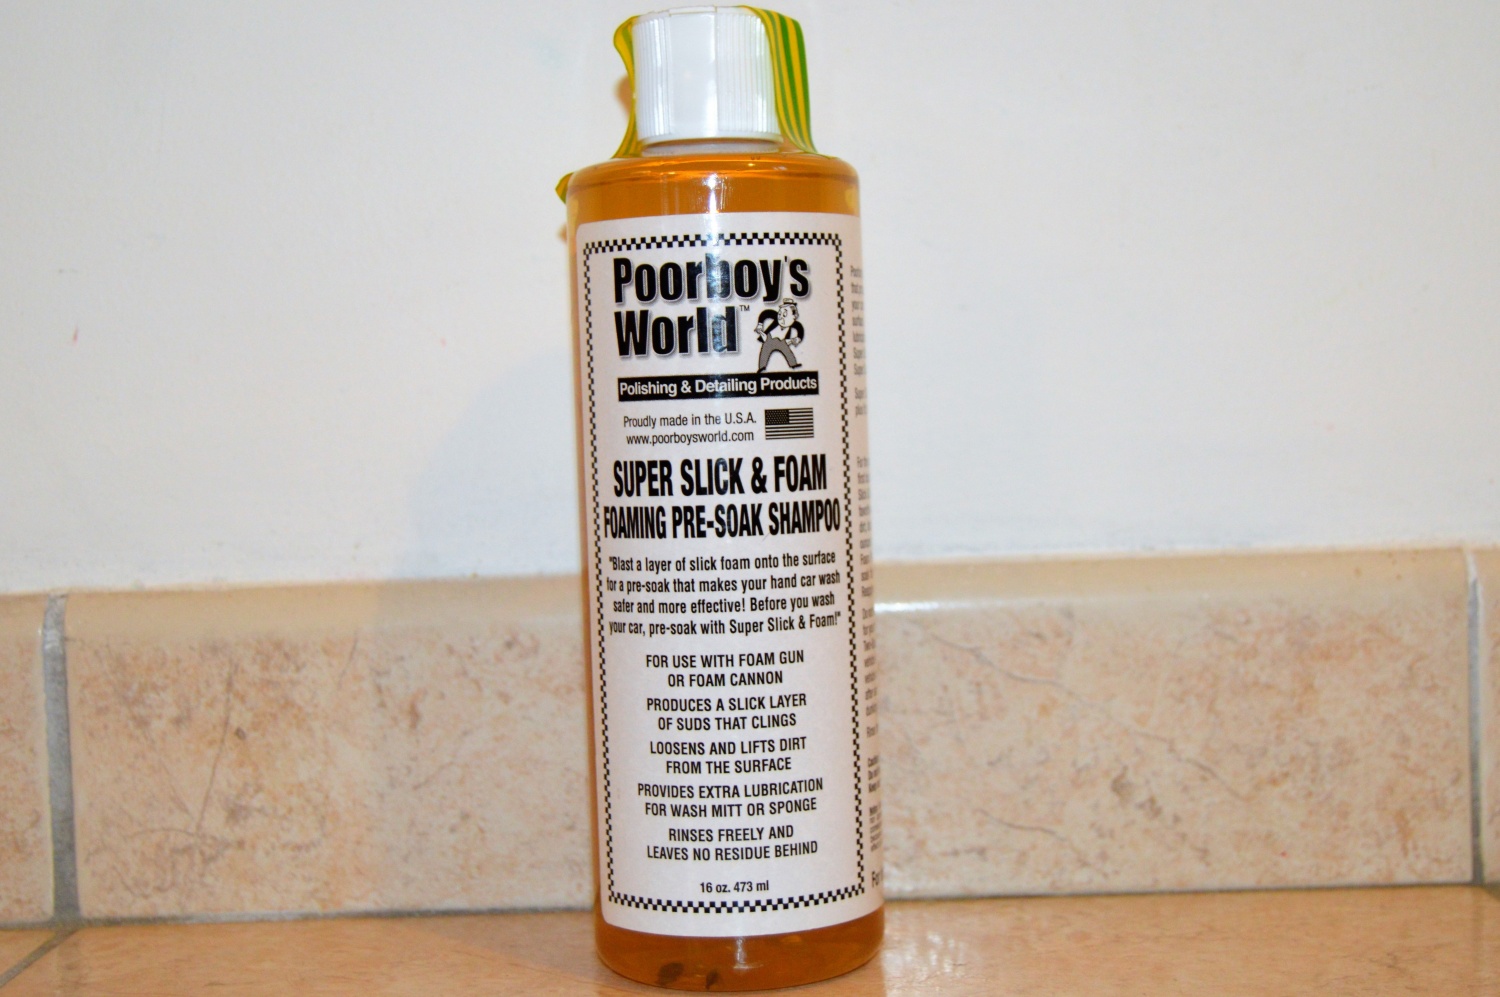 Poorboy's
World™
Polishing & Detailing Products
Proudly made in the U.S.A.
www.poorboysworld.com
SUPER SLICK & FOAM
FOAMING PRE-SOAK SHAMPOO
"Blast a layer of slick foam onto the surface
for a pre-soak that makes your hand car wash
safer and more effective! Before you wash
your car, pre-soak with Super Slick & Foam!"
FOR USE WITH FOAM GUN
OR FOAM CANNON
PRODUCES A SLICK LAYER
OF SUDS THAT CLINGS
LOOSENS AND LIFTS DIRT
FROM THE SURFACE
PROVIDES EXTRA LUBRICATION
FOR WASH MITT OR SPONGE
RINSES FREELY AND
LEAVES NO RESIDUE BEHIND
16 oz. 473 ml